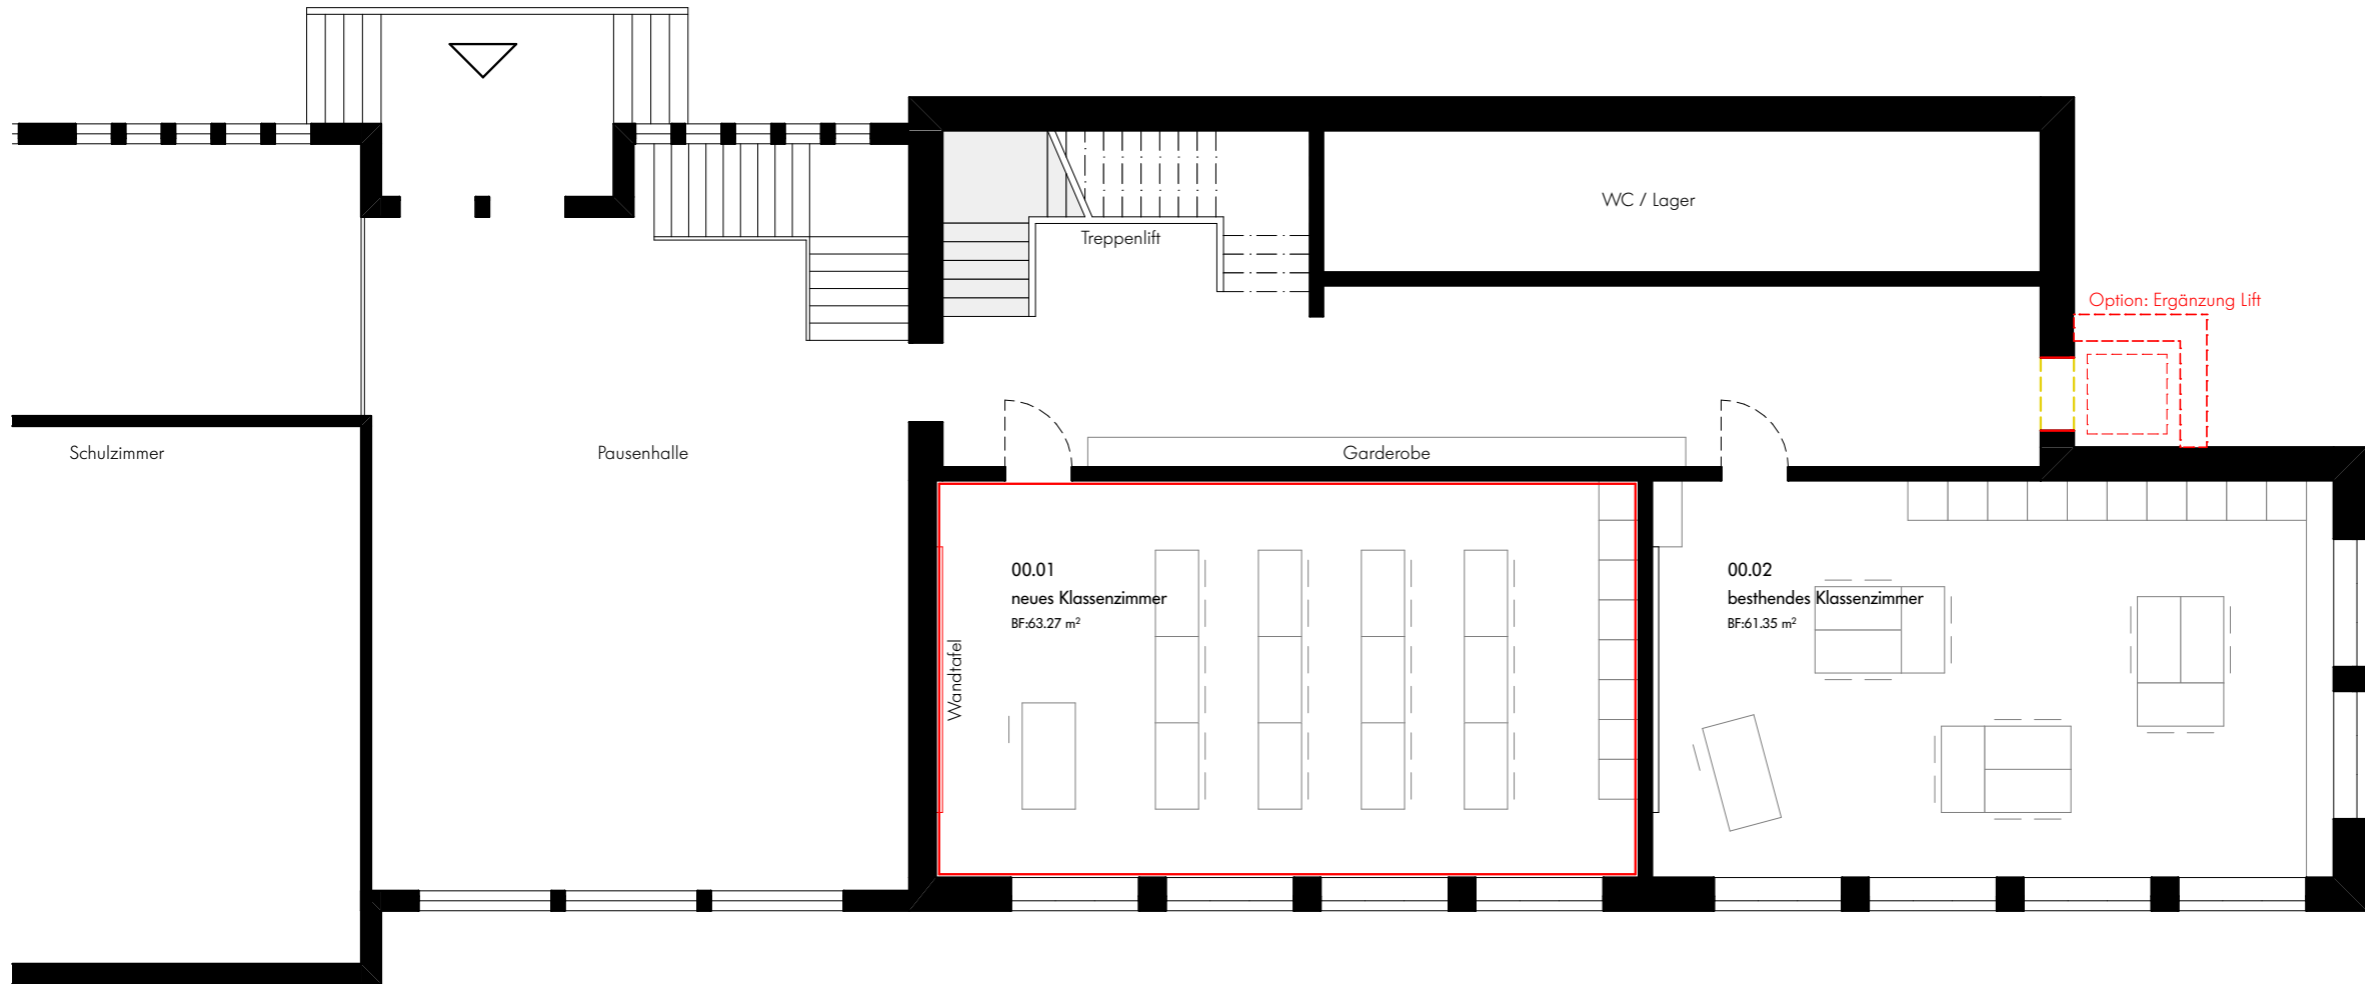 WC / Lager
Treppenlift
Option: Ergänzung Lift
Schulzimmer
Pausenhalle
Garderobe
00.01
neues Klassenzimmer
BF:63.27 m²
Wandtafel
00.02
besthendes Klassenzimmer
BF:61.35 m²